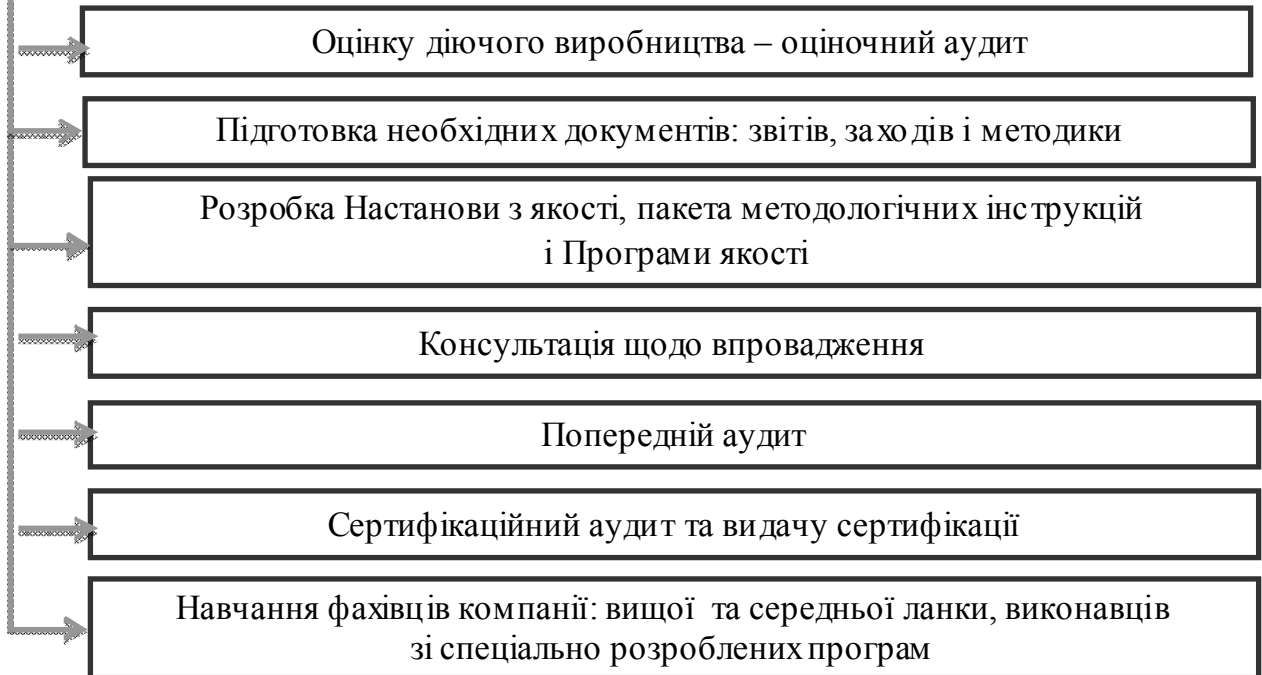 Оцінку діючого виробництва – оціночний аудит
Підготовка необхідних документів: звітів, заходів і методики
Розробка Настанови з якості, пакета методологічних інструкцій
і Програми якості
Консультація щодо впровадження
Попередній аудит
Сертифікаційний аудит та видачу сертифікації
Навчання фахівців компанії: вищої та середньої ланки, виконавців
зі спеціально розроблених програм